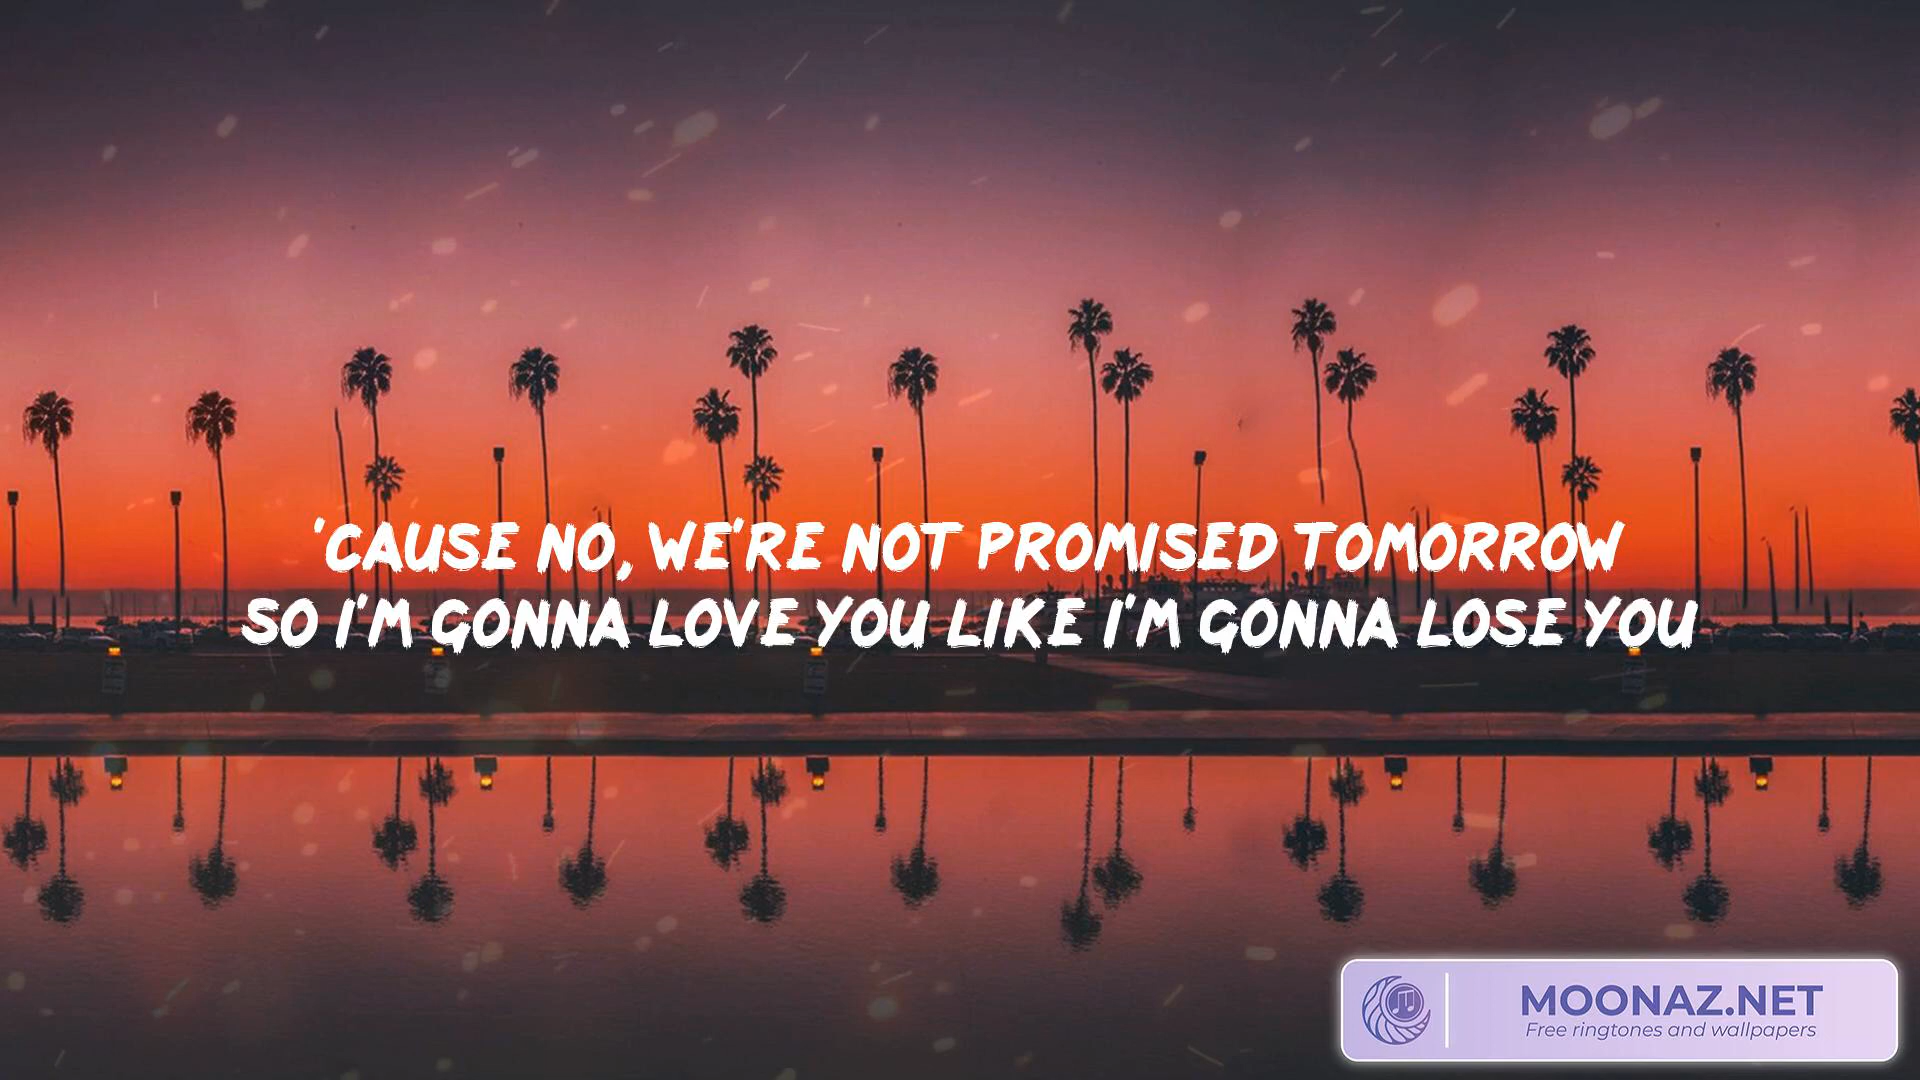 'CAUSE NO, WE'RE NOT PROMISED TOMORROW
SO I'M GONNA LOVE YOU LIKE I'M GONNA LOSE YOU
MOONAZ.NET
Free ringtones and wallpapers